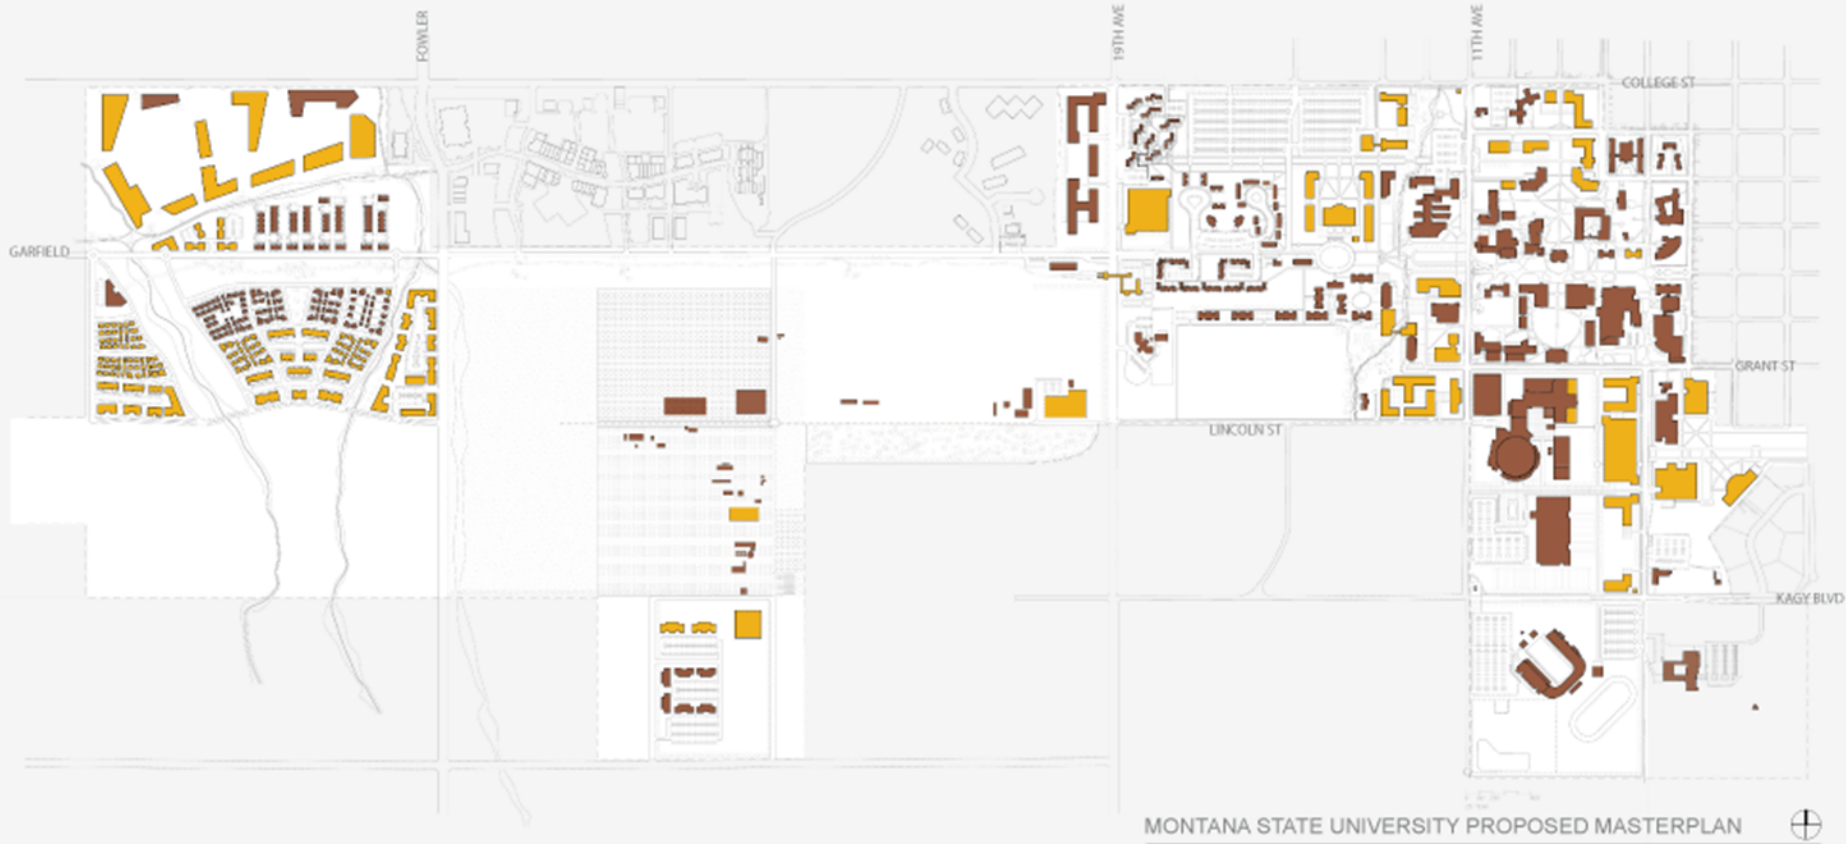 FOWLER
19TH AVE
11TH AVE
COLLEGE ST
GARFIELD
GRANT ST
LINCOLN ST
KAGY BLVD
MONTANA STATE UNIVERSITY PROPOSED MASTERPLAN